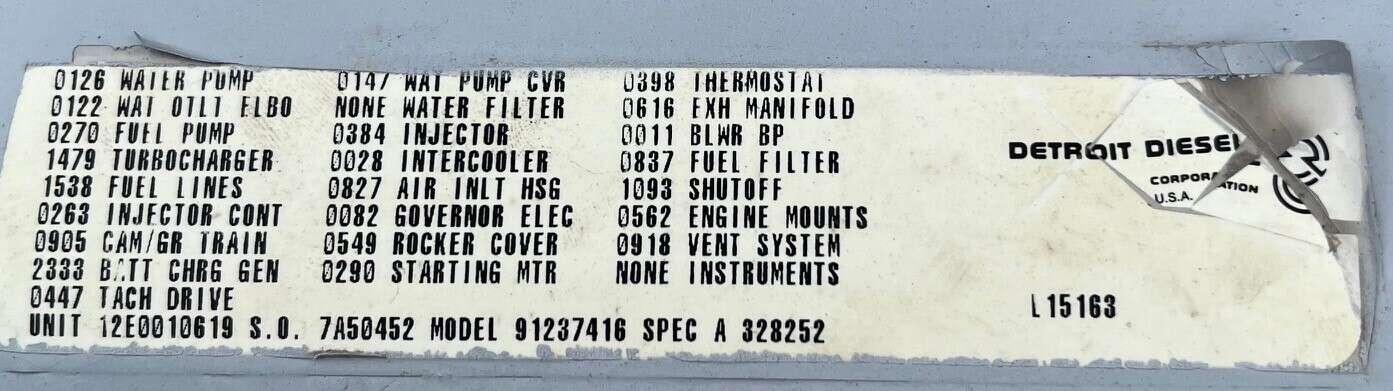 0126 WATER PUMP 0147 WAT PUMP CVR 0398 THERMOSTAT
0122 WAT OTLT ELBO NONE WATER FILTER 0616 EXH MANIFOLD
0270 FUEL PUMP 0384 INJECTOR 0011 BLWR BP
1479 TURBOCHARGER 0028 INTERCOOLER 0837 FUEL FILTER
1538 FUEL LINES 0827 AIR INLT HSG 1093 SHUTOFF
0263 INJECTOR CONT 0082 GOVERNOR ELEC 0562 ENGINE MOUNTS
0905 CAM/GR TRAIN 0549 ROCKER COVER 0918 VENT SYSTEM
2333 BATT CHRG GEN 0290 STARTING MTR NONE INSTRUMENTS
0447 TACH DRIVE
UNIT 12E0010619 S.O. 7A50452 MODEL 91237416 SPEC A 328252
DETROIT DIESEL
CORPORATION
U.S.A.
L15163